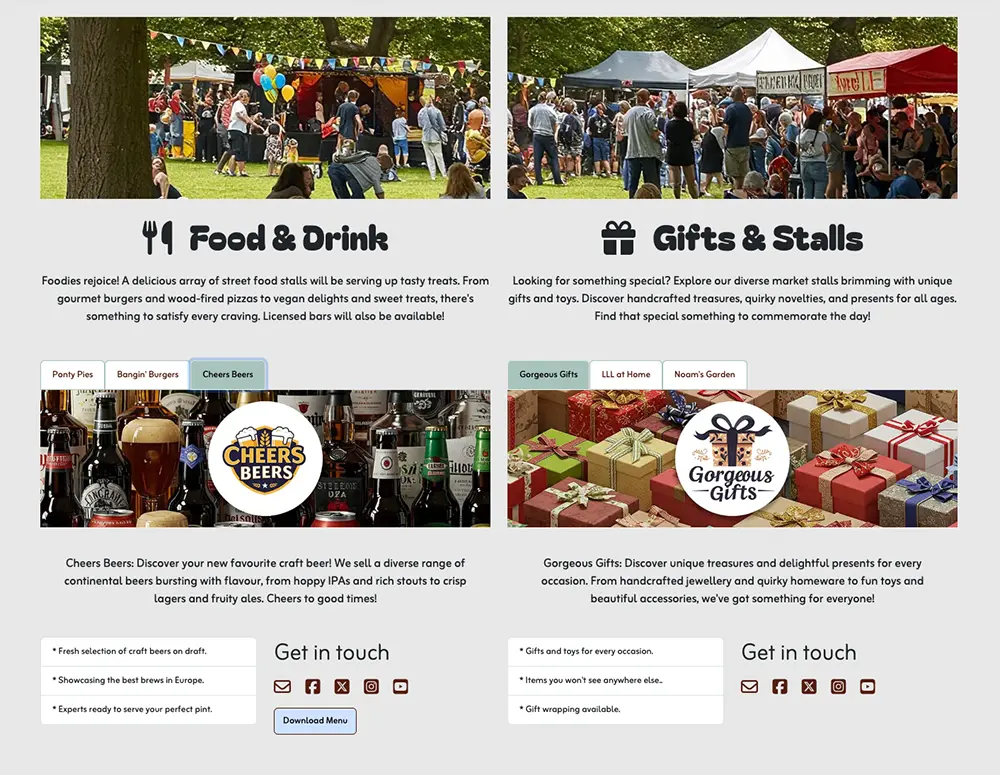 Food & Drink
Foodies rejoice! A delicious array of street food stalls will be serving up tasty treats. From
gourmet burgers and wood-fired pizzas to vegan delights and sweet treats, there's
something to satisfy every craving. Licensed bars will also be available!
Ponty Pies
Bangin' Burgers
Cheers Beers
CHEERS
BEERS
Cheers Beers: Discover your new favourite craft beer! We sell a diverse range of
continental beers bursting with flavour, from hoppy IPAs and rich stouts to crisp
lagers and fruity ales. Cheers to good times!
* Fresh selection of craft beers on draft.
* Showcasing the best brews in Europe.
* Experts ready to serve your perfect pint.
Get in touch
Download Menu
Gifts & Stalls
Looking for something special? Explore our diverse market stalls brimming with unique
gifts and toys. Discover handcrafted treasures, quirky novelties, and presents for all ages.
Find that special something to commemorate the day!
Gorgeous Gifts
LLL at Home
Noam's Garden
Gorgeous
Gifts
Gorgeous Gifts: Discover unique treasures and delightful presents for every
occasion. From handcrafted jewellery and quirky homeware to fun toys and
beautiful accessories, we've got something for everyone!
* Gifts and toys for every occasion.
* Items you won't see anywhere else..
* Gift wrapping available.
Get in touch